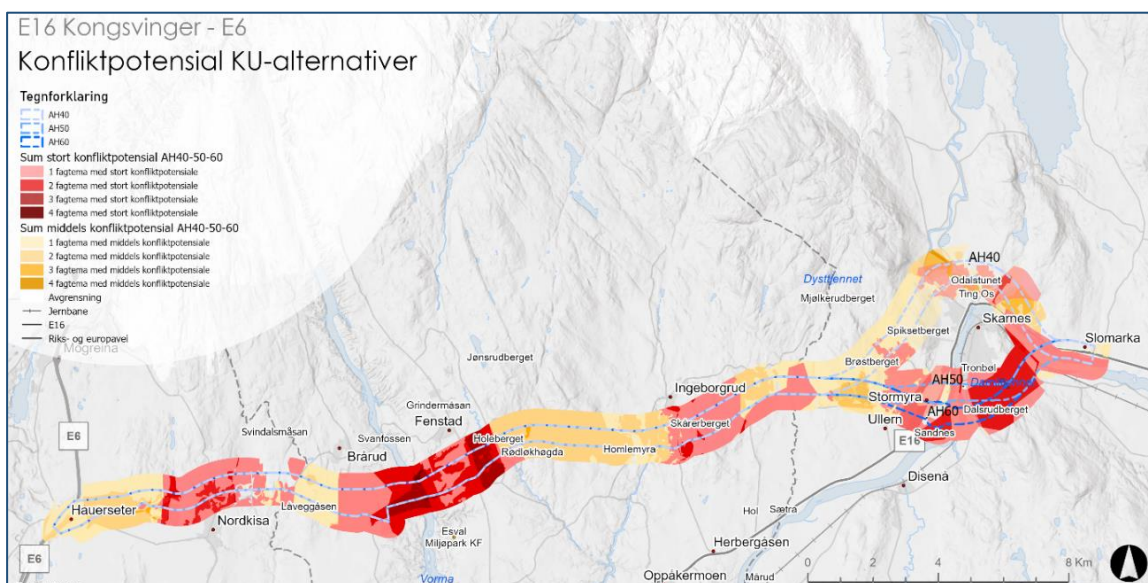 E16 Kongsvinger - E6
Konfliktpotensial KU-alternativer
Tegnforklaring
AH40
AH50
AH60
Sum stort konfliktpotensial AH40-50-60
1 fagtema med stort konfliktpotensiale
2 fagtema med stort konfliktpotensiale
3 fagtema med stort konfliktpotensiale
4 fagtema med stort konfliktpotensiale
Sum middels konfliktpotensial AH40-50-60
1 fagtema med middels konfliktpotensiale
2 fagtema med middels konfliktpotensiale
3 fagtema med middels konfliktpotensiale
4 fagtema med middels konfliktpotensiale
Avgrensning
Jernbane
E16
Riks- og europavei
Mogreina
AH40
Dysttjennet
Odalstunet
Mjølkerudberget
Ting Os
Skarnes
Spiksetberget
Slomarka
Jønsrudberget
Brøstberget
Tronbøl
Ingeborgrud
AH50
Stormyra
Grindermåsan
Fenstad
AH60
Dalsrudberget
E6
Svindalsmåsan
Svanfossen
Holeberget
Skårerberget
Ullern
Sandnes
Brårud
Rødløkhøgda
Homlemyra
E16
Disenå
Hauerseter
Laveggåsen
Nordkisa
Esval
Miljøpark KF
Hol
Sætra
Herbergåsen
E6
Vorma
Oppåkermoen
Mårud
0
2
4
8 Km